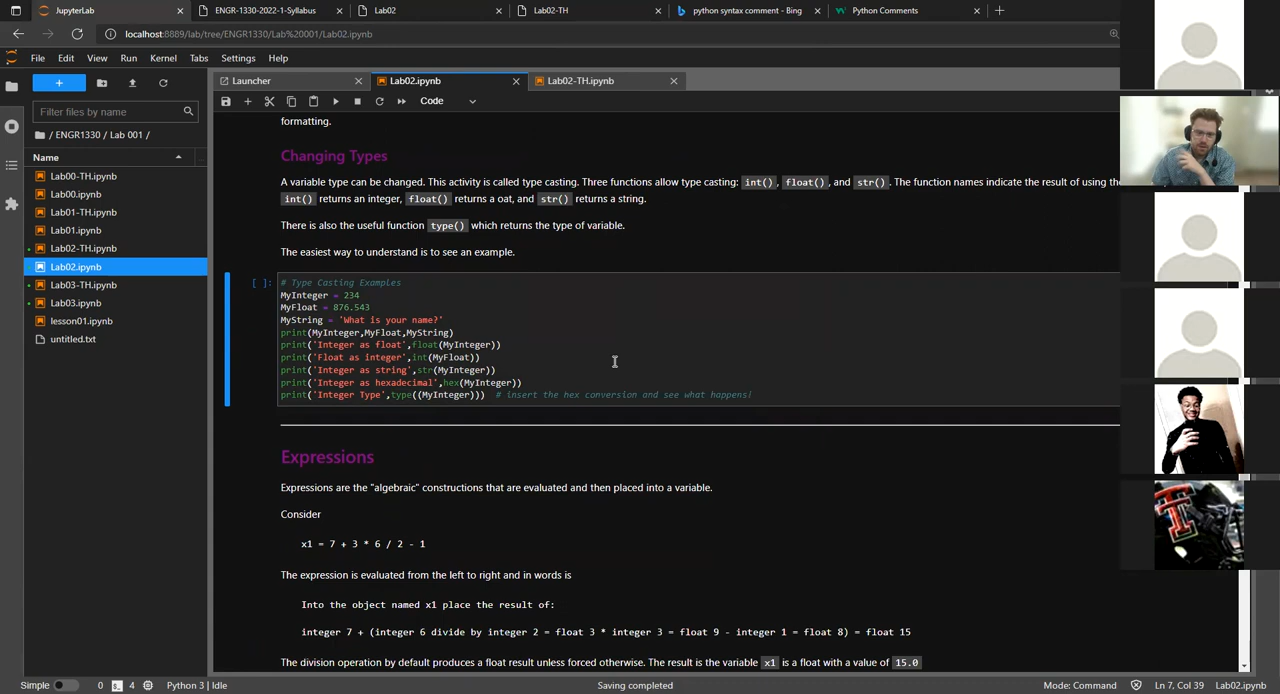 JupyterLab
ENGR-1330-2022-1-Syllabus
Lab02
Lab02-TH
python syntax comment - Bing
Python Comments
localhost:8889/lab/tree/ENGR1330/Lab%20001/Lab02.ipynb
File Edit View Run Kernel Tabs Settings Help
Launcher
Lab02.ipynb
Lab02-TH.ipynb
Code
Filter files by name
/ ENGR1330 / Lab 001 /
Name
Lab00-TH.ipynb
Lab00.ipynb
Lab01-TH.ipynb
Lab01.ipynb
Lab02-TH.ipynb
Lab02.ipynb
Lab03-TH.ipynb
Lab03.ipynb
lesson01.ipynb
untitled.txt
formatting.
Changing Types
A variable type can be changed. This activity is called type casting. Three functions allow type casting: int() , float() , and str() . The function names indicate the result of using the
int() returns an integer, float() returns a oat, and str() returns a string.
There is also the useful function type() which returns the type of variable.
The easiest way to understand is to see an example.
[ ]:
# Type Casting Examples
MyInteger = 234
MyFloat = 876.543
MyString = 'What is your name?'
print(MyInteger,MyFloat,MyString)
print('Integer as float',float(MyInteger))
print('Float as integer',int(MyFloat))
print('Integer as string',str(MyInteger))
print('Integer as hexadecimal',hex(MyInteger))
print('Integer Type',type((MyInteger))) # insert the hex conversion and see what happens!
Expressions
Expressions are the "algebraic" constructions that are evaluated and then placed into a variable.
Consider
x1 = 7 + 3 * 6 / 2 - 1
The expression is evaluated from the left to right and in words is
Into the object named x1 place the result of:
integer 7 + (integer 6 divide by integer 2 = float 3 * integer 3 = float 9 - integer 1 = float 8) = float 15
The division operation by default produces a float result unless forced otherwise. The result is the variable x1 is a float with a value of 15.0
Simple 0 4 Python 3 | Idle Saving completed Mode: Command Ln 7, Col 39 Lab02.ipynb